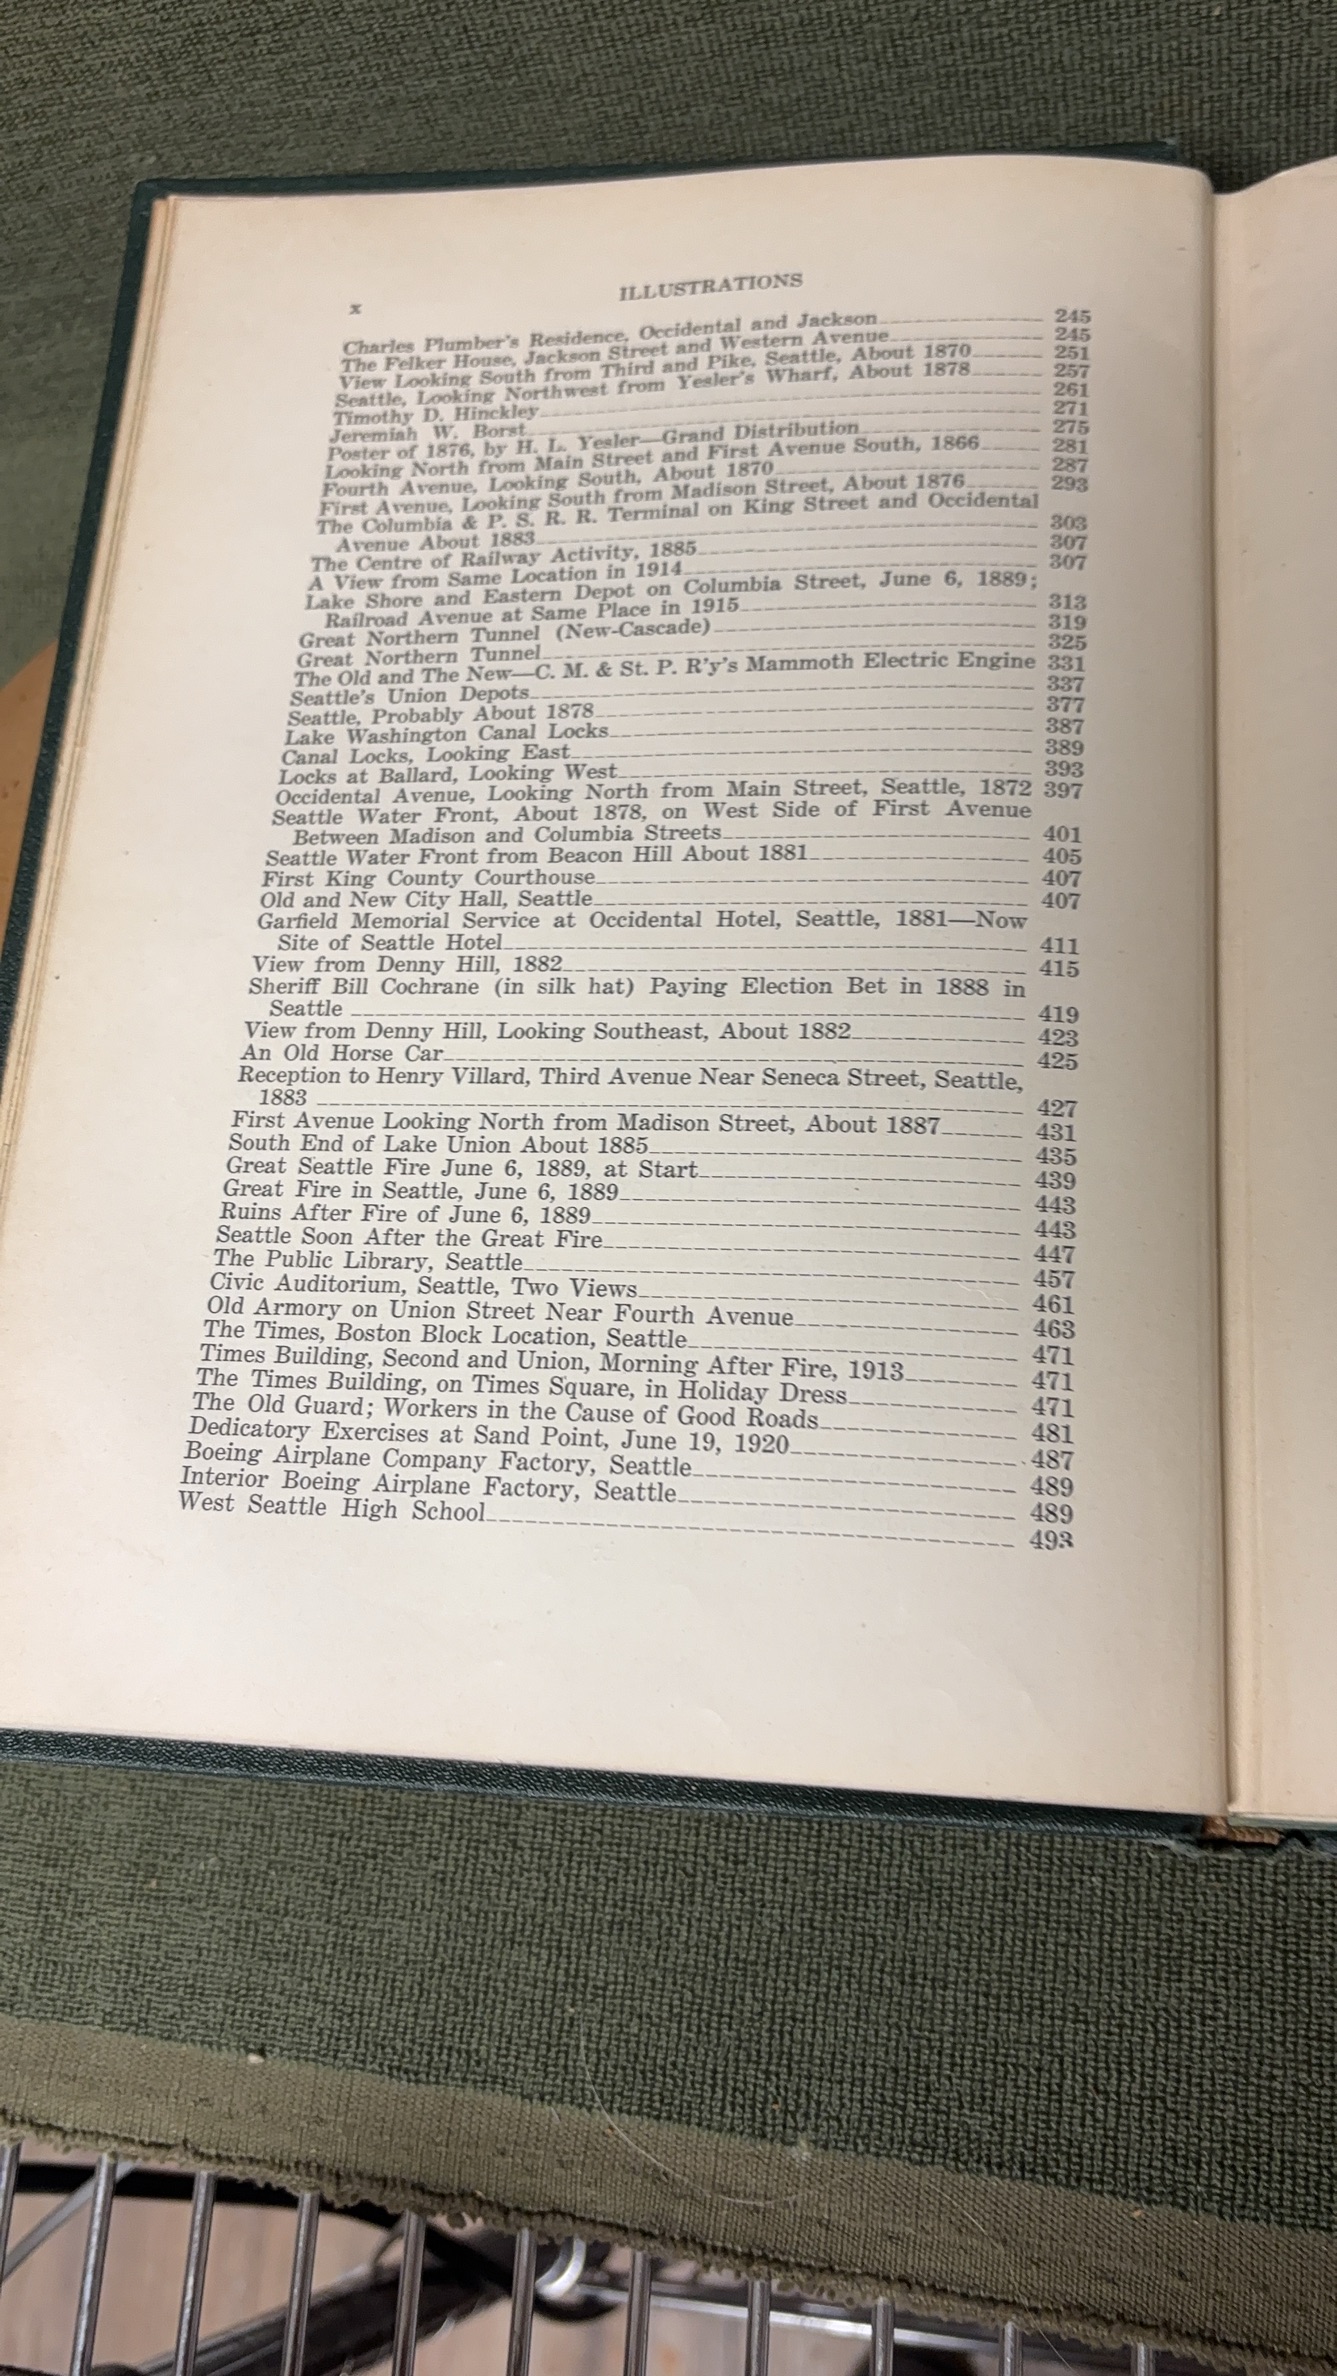 x
ILLUSTRATIONS
Charles Plumber's Residence, Occidental and Jackson 245
The Felker House, Jackson Street and Western Avenue 245
View Looking South from Third and Pike, Seattle, About 1870 251
Seattle, Looking Northwest from Yesler's Wharf, About 1878 257
Timothy D. Hinckley 261
Jeremiah W. Borst 271
Poster of 1876, by H. L. Yesler—Grand Distribution 275
Looking North from Main Street and First Avenue South, 1866 281
Fourth Avenue, Looking South, About 1870 287
First Avenue, Looking South from Madison Street, About 1876 293
The Columbia & P. S. R. R. Terminal on King Street and Occidental
Avenue About 1883 303
The Centre of Railway Activity, 1885 307
A View from Same Location in 1914 307
Lake Shore and Eastern Depot on Columbia Street, June 6, 1889;
Railroad Avenue at Same Place in 1915 313
Great Northern Tunnel (New-Cascade) 319
Great Northern Tunnel 325
The Old and The New—C. M. & St. P. R'y's Mammoth Electric Engine 331
Seattle's Union Depots 337
Seattle, Probably About 1878 377
Lake Washington Canal Locks 387
Canal Locks, Looking East 389
Locks at Ballard, Looking West 393
Occidental Avenue, Looking North from Main Street, Seattle, 1872 397
Seattle Water Front, About 1878, on West Side of First Avenue
Between Madison and Columbia Streets 401
Seattle Water Front from Beacon Hill About 1881 405
First King County Courthouse 407
Old and New City Hall, Seattle 407
Garfield Memorial Service at Occidental Hotel, Seattle, 1881—Now
Site of Seattle Hotel 411
View from Denny Hill, 1882 415
Sheriff Bill Cochrane (in silk hat) Paying Election Bet in 1888 in
Seattle 419
View from Denny Hill, Looking Southeast, About 1882 423
An Old Horse Car 425
Reception to Henry Villard, Third Avenue Near Seneca Street, Seattle,
1883 427
First Avenue Looking North from Madison Street, About 1887 431
South End of Lake Union About 1885 435
Great Seattle Fire June 6, 1889, at Start 439
Great Fire in Seattle, June 6, 1889 443
Ruins After Fire of June 6, 1889 443
Seattle Soon After the Great Fire 447
The Public Library, Seattle 457
Civic Auditorium, Seattle, Two Views 461
Old Armory on Union Street Near Fourth Avenue 463
The Times, Boston Block Location, Seattle 471
Times Building, Second and Union, Morning After Fire, 1913 471
The Times Building, on Times Square, in Holiday Dress 471
The Old Guard; Workers in the Cause of Good Roads 481
Dedicatory Exercises at Sand Point, June 19, 1920 487
Boeing Airplane Company Factory, Seattle 489
Interior Boeing Airplane Factory, Seattle 489
West Seattle High School 493